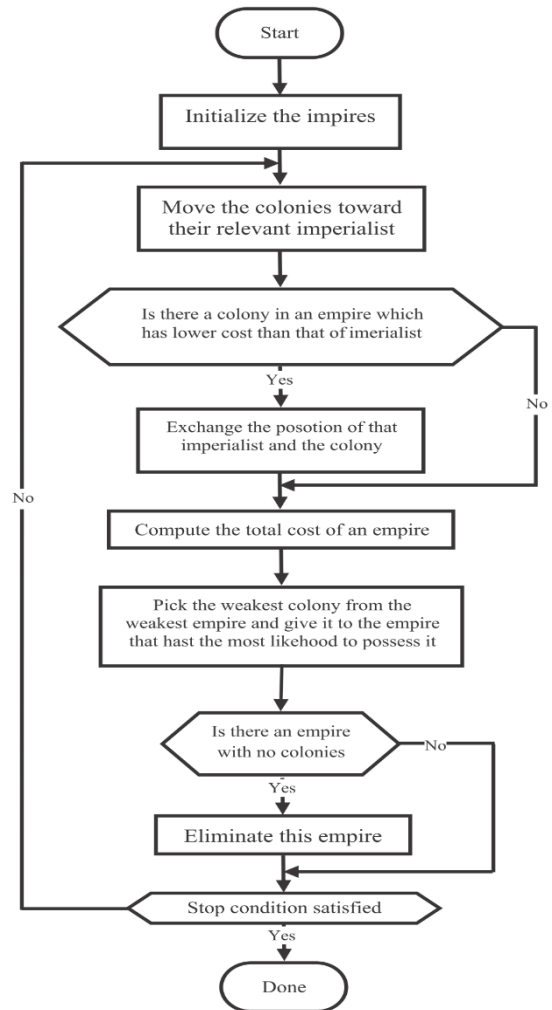 Start
Initialize the impires
Move the colonies toward
their relevant imperialist
Is there a colony in an empire which
has lower cost than that of imerialist
Yes
No
Exchange the posotion of that
imperialist and the colony
No
Compute the total cost of an empire
Pick the weakest colony from the
weakest empire and give it to the empire
that hast the most likehood to possess it
Is there an empire
with no colonies
No
Yes
Eliminate this empire
Stop condition satisfied
Yes
Done